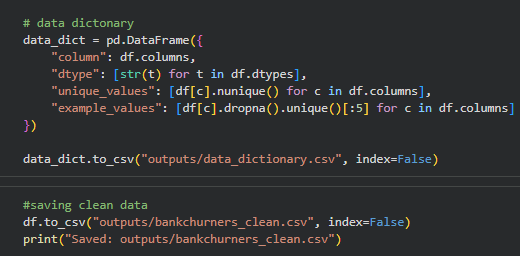 # data dictonary
data_dict = pd.DataFrame({
    "column": df.columns,
    "dtype": [str(t) for t in df.dtypes],
    "unique_values": [df[c].nunique() for c in df.columns],
    "example_values": [df[c].dropna().unique()[:5] for c in df.columns]
})
data_dict.to_csv("outputs/data_dictionary.csv", index=False)
#saving clean data
df.to_csv("outputs/bankchurners_clean.csv", index=False)
print("Saved: outputs/bankchurners_clean.csv")